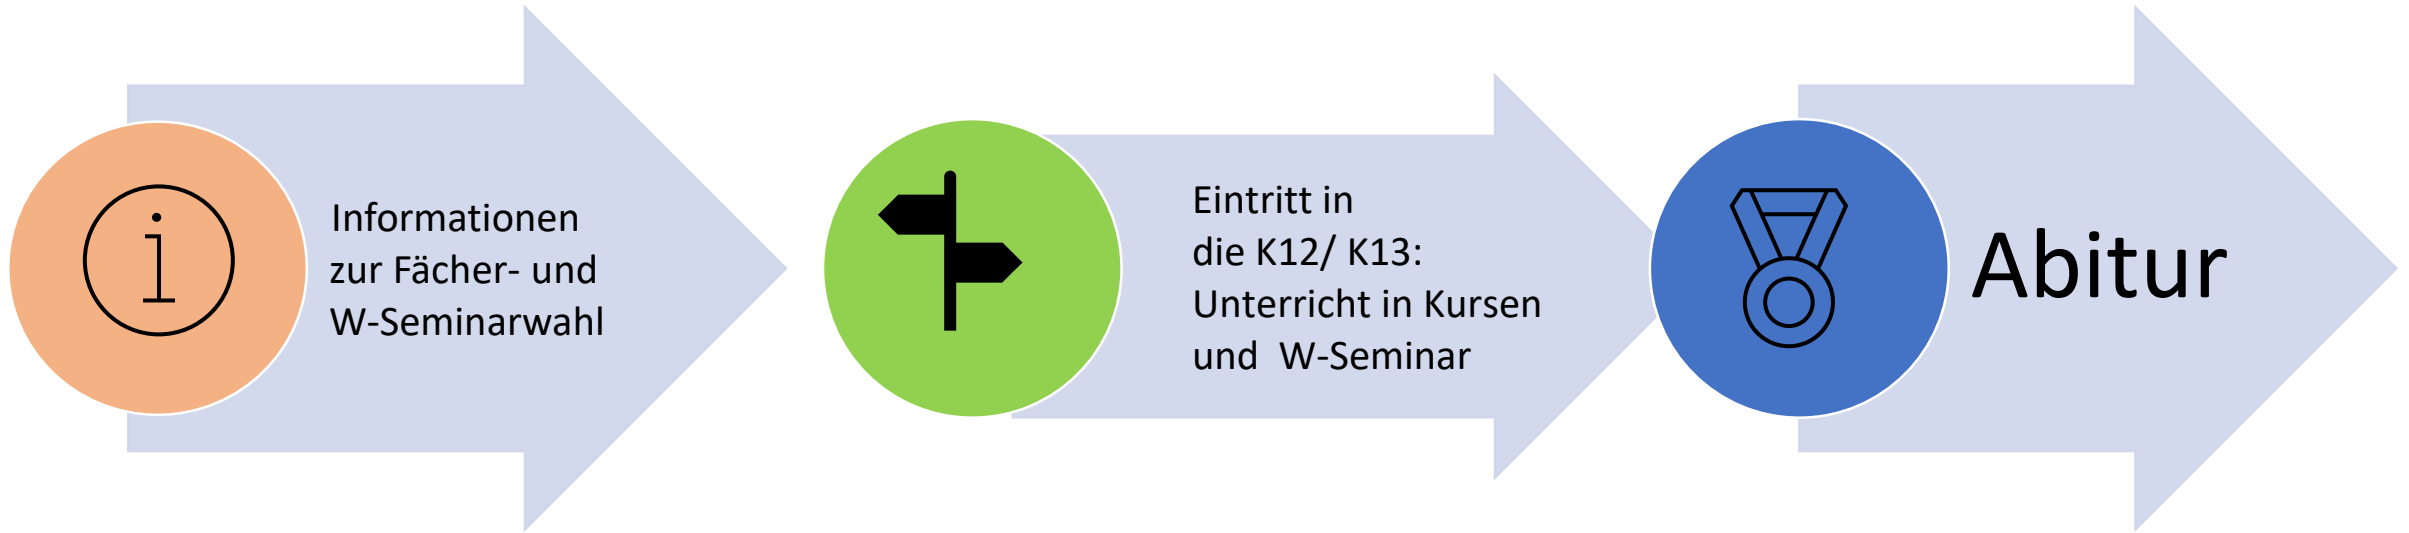 Informationen
zur Fächer- und
W-Seminarwahl
Eintritt in
die K12/ K13:
Unterricht in Kursen
und  W-Seminar
Abitur